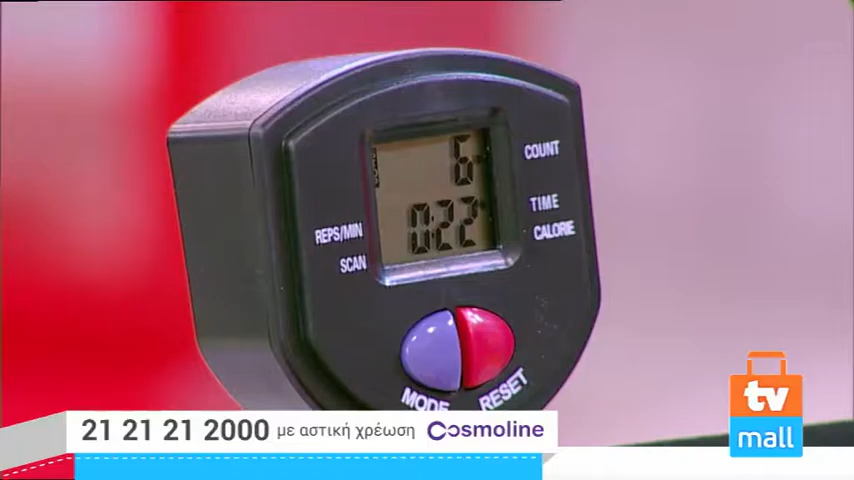 6
COUNT
0:22
TIME
REPS/MIN
CALORIE
SCAN
MODE
RESET
21 21 21 2000 με αστική χρέωση Cosmoline
tv
mall